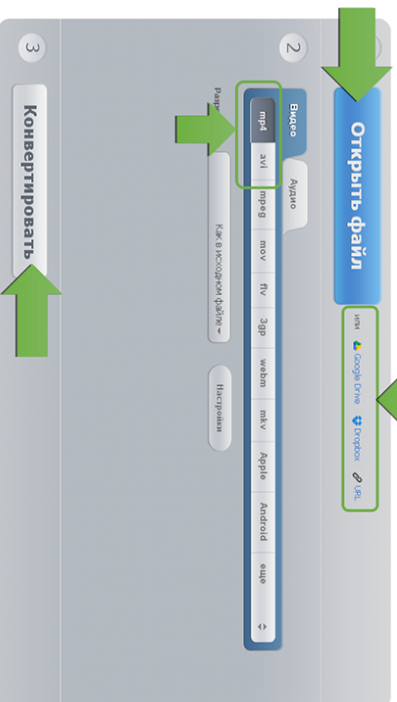 Открыть файл
или Google Drive Dropbox URL
2
Видео Аудио
mp4 avi mpeg mov flv 3gp webm mkv Apple Android еще
Как в исходном файле Настройки
3
Конвертировать